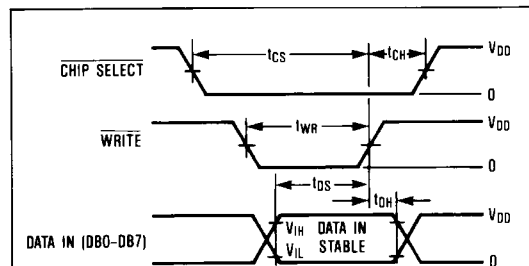 tCS
tCH
VDD
CHIP SELECT
0
tWR
VDD
WRITE
0
tDS
tDH
VDD
VIH DATA IN
DATA IN (DB0-DB7)
VIL STABLE
0